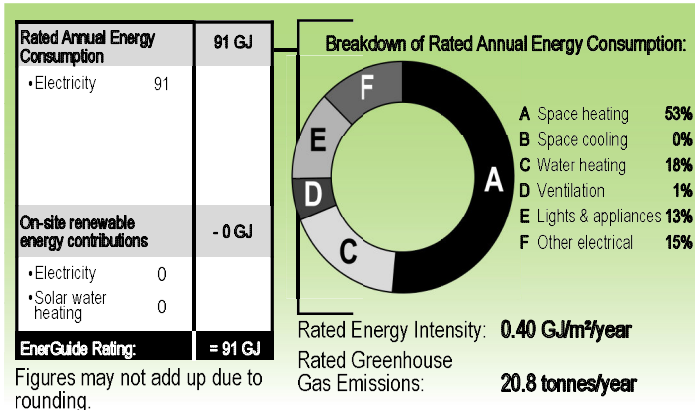 Rated Annual Energy
Consumption
91 GJ
• Electricity 91
On-site renewable
energy contributions
- 0 GJ
• Electricity 0
• Solar water
heating 0
EnerGuide Rating: = 91 GJ
Figures may not add up due to
rounding.
Breakdown of Rated Annual Energy Consumption:
F
E
D
C
A
A Space heating 53%
B Space cooling 0%
C Water heating 18%
D Ventilation 1%
E Lights & appliances 13%
F Other electrical 15%
Rated Energy Intensity: 0.40 GJ/m²/year
Rated Greenhouse
Gas Emissions: 20.8 tonnes/year